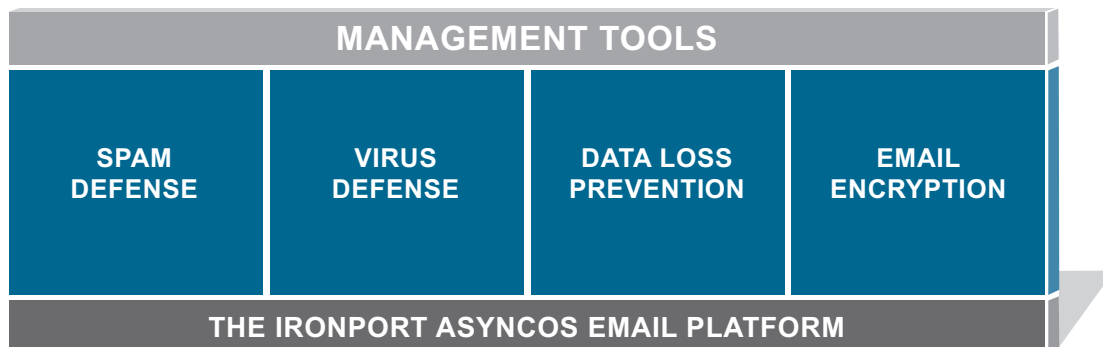 MANAGEMENT TOOLS
SPAM
DEFENSE
VIRUS
DEFENSE
DATA LOSS
PREVENTION
EMAIL
ENCRYPTION
THE IRONPORT ASYNCOS EMAIL PLATFORM